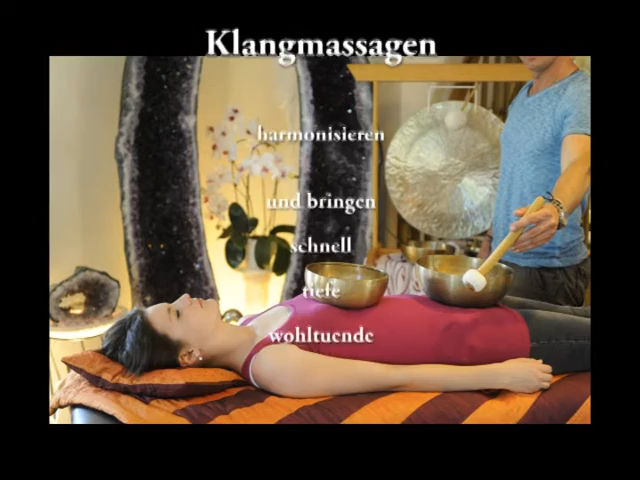 Klangmassagen
harmonisieren
und bringen
schnell
tiefe
wohltuende